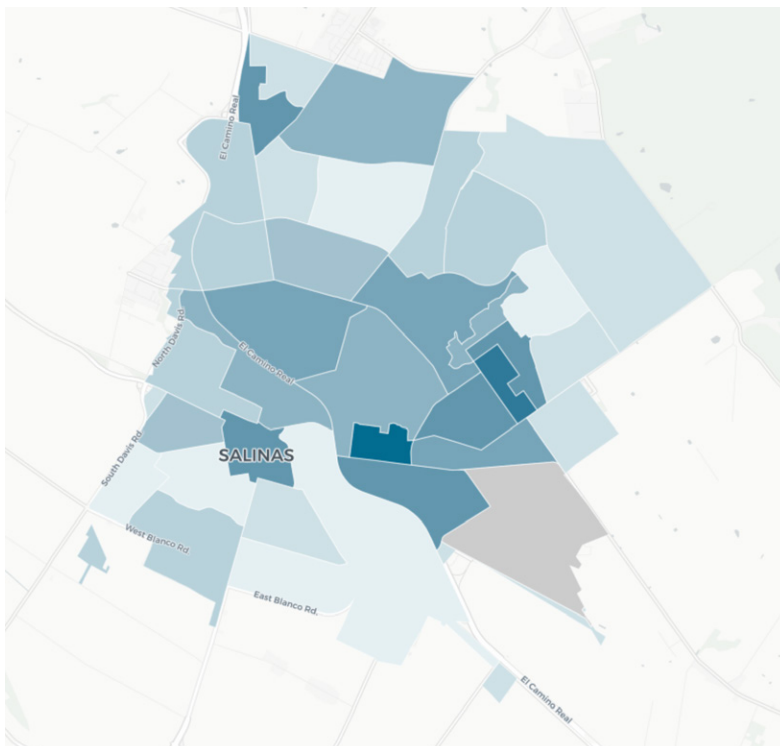 El Camino Real
North Davis Rd.
El Camino Real
South Davis Rd.
SALINAS
West Blanco Rd.
East Blanco Rd.
El Camino Real